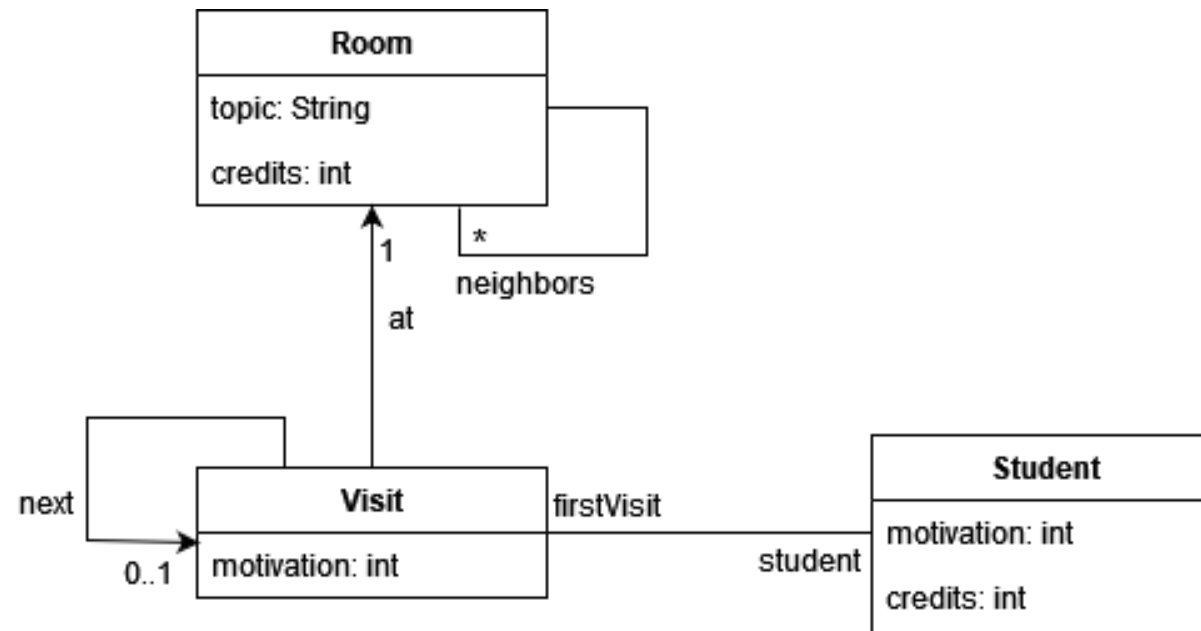 Room
topic: String
credits: int
1
*
neighbors
at
next
0..1
Visit
motivation: int
firstVisit
student
Student
motivation: int
credits: int